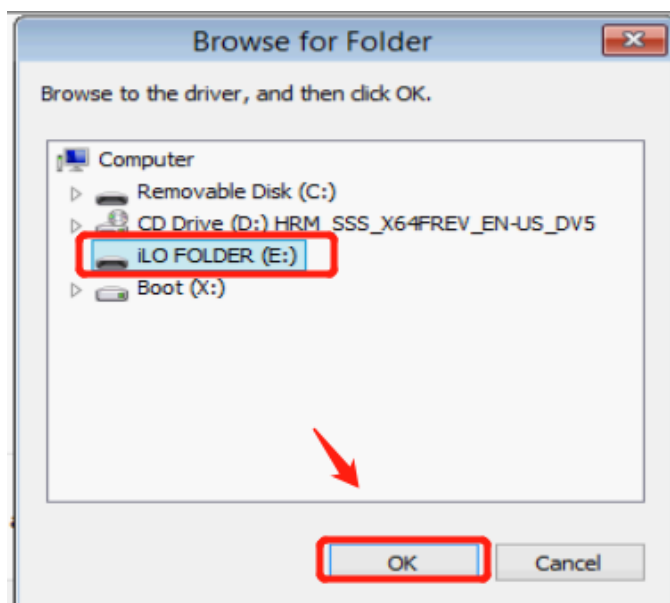 Browse for Folder
Browse to the driver, and then click OK.
Computer
Removable Disk (C:)
CD Drive (D:) HRM_SSS_X64FREV_EN-US_DV5
iLO FOLDER (E:)
Boot (X:)
OK
Cancel